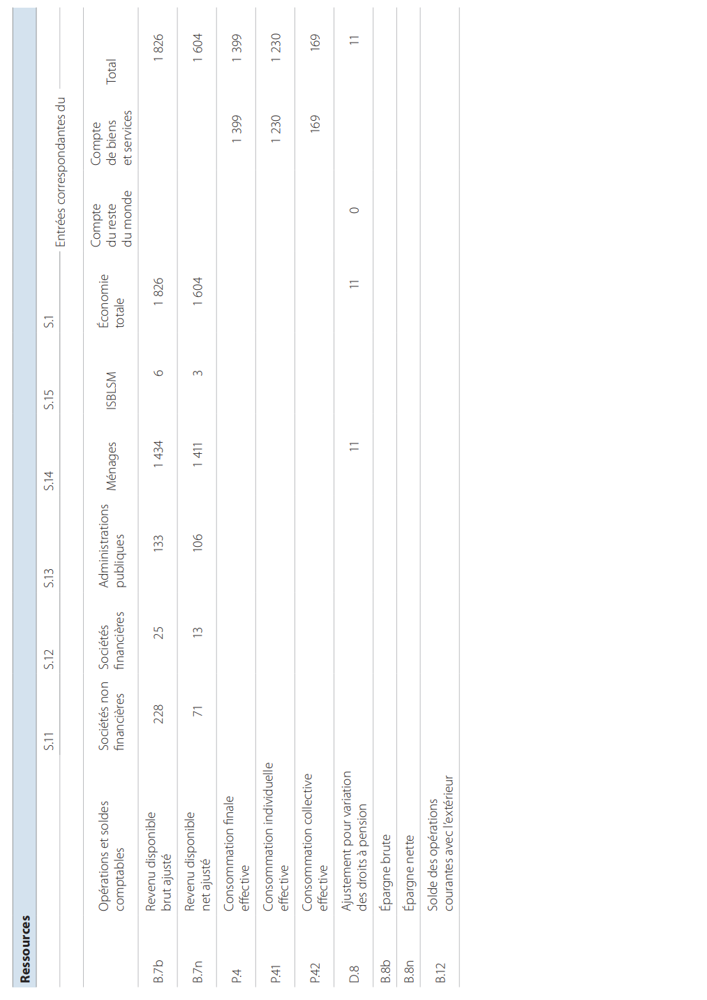 Ressources
S.11 S.12 S.13 S.14 S.15 S.1
Entrées correspondantes du
Opérations et soldes
comptables
Sociétés non
financières
Sociétés
financières
Administrations
publiques
Ménages
ISBLSM
Économie
totale
Compte
du reste
du monde
Compte
de biens
et services
Total
B.7b Revenu disponible
brut ajusté 228 25 133 1 434 6 1 826 1 826
B.7n Revenu disponible
net ajusté 71 13 106 1 411 3 1 604 1 604
P.4 Consommation finale
effective 1 399 1 399
P.41 Consommation individuelle
effective 1 230 1 230
P.42 Consommation collective
effective 169 169
D.8 Ajustement pour variation
des droits à pension 11 11 0 11
B.8b Épargne brute
B.8n Épargne nette
B.12 Solde des opérations
courantes avec l’extérieur